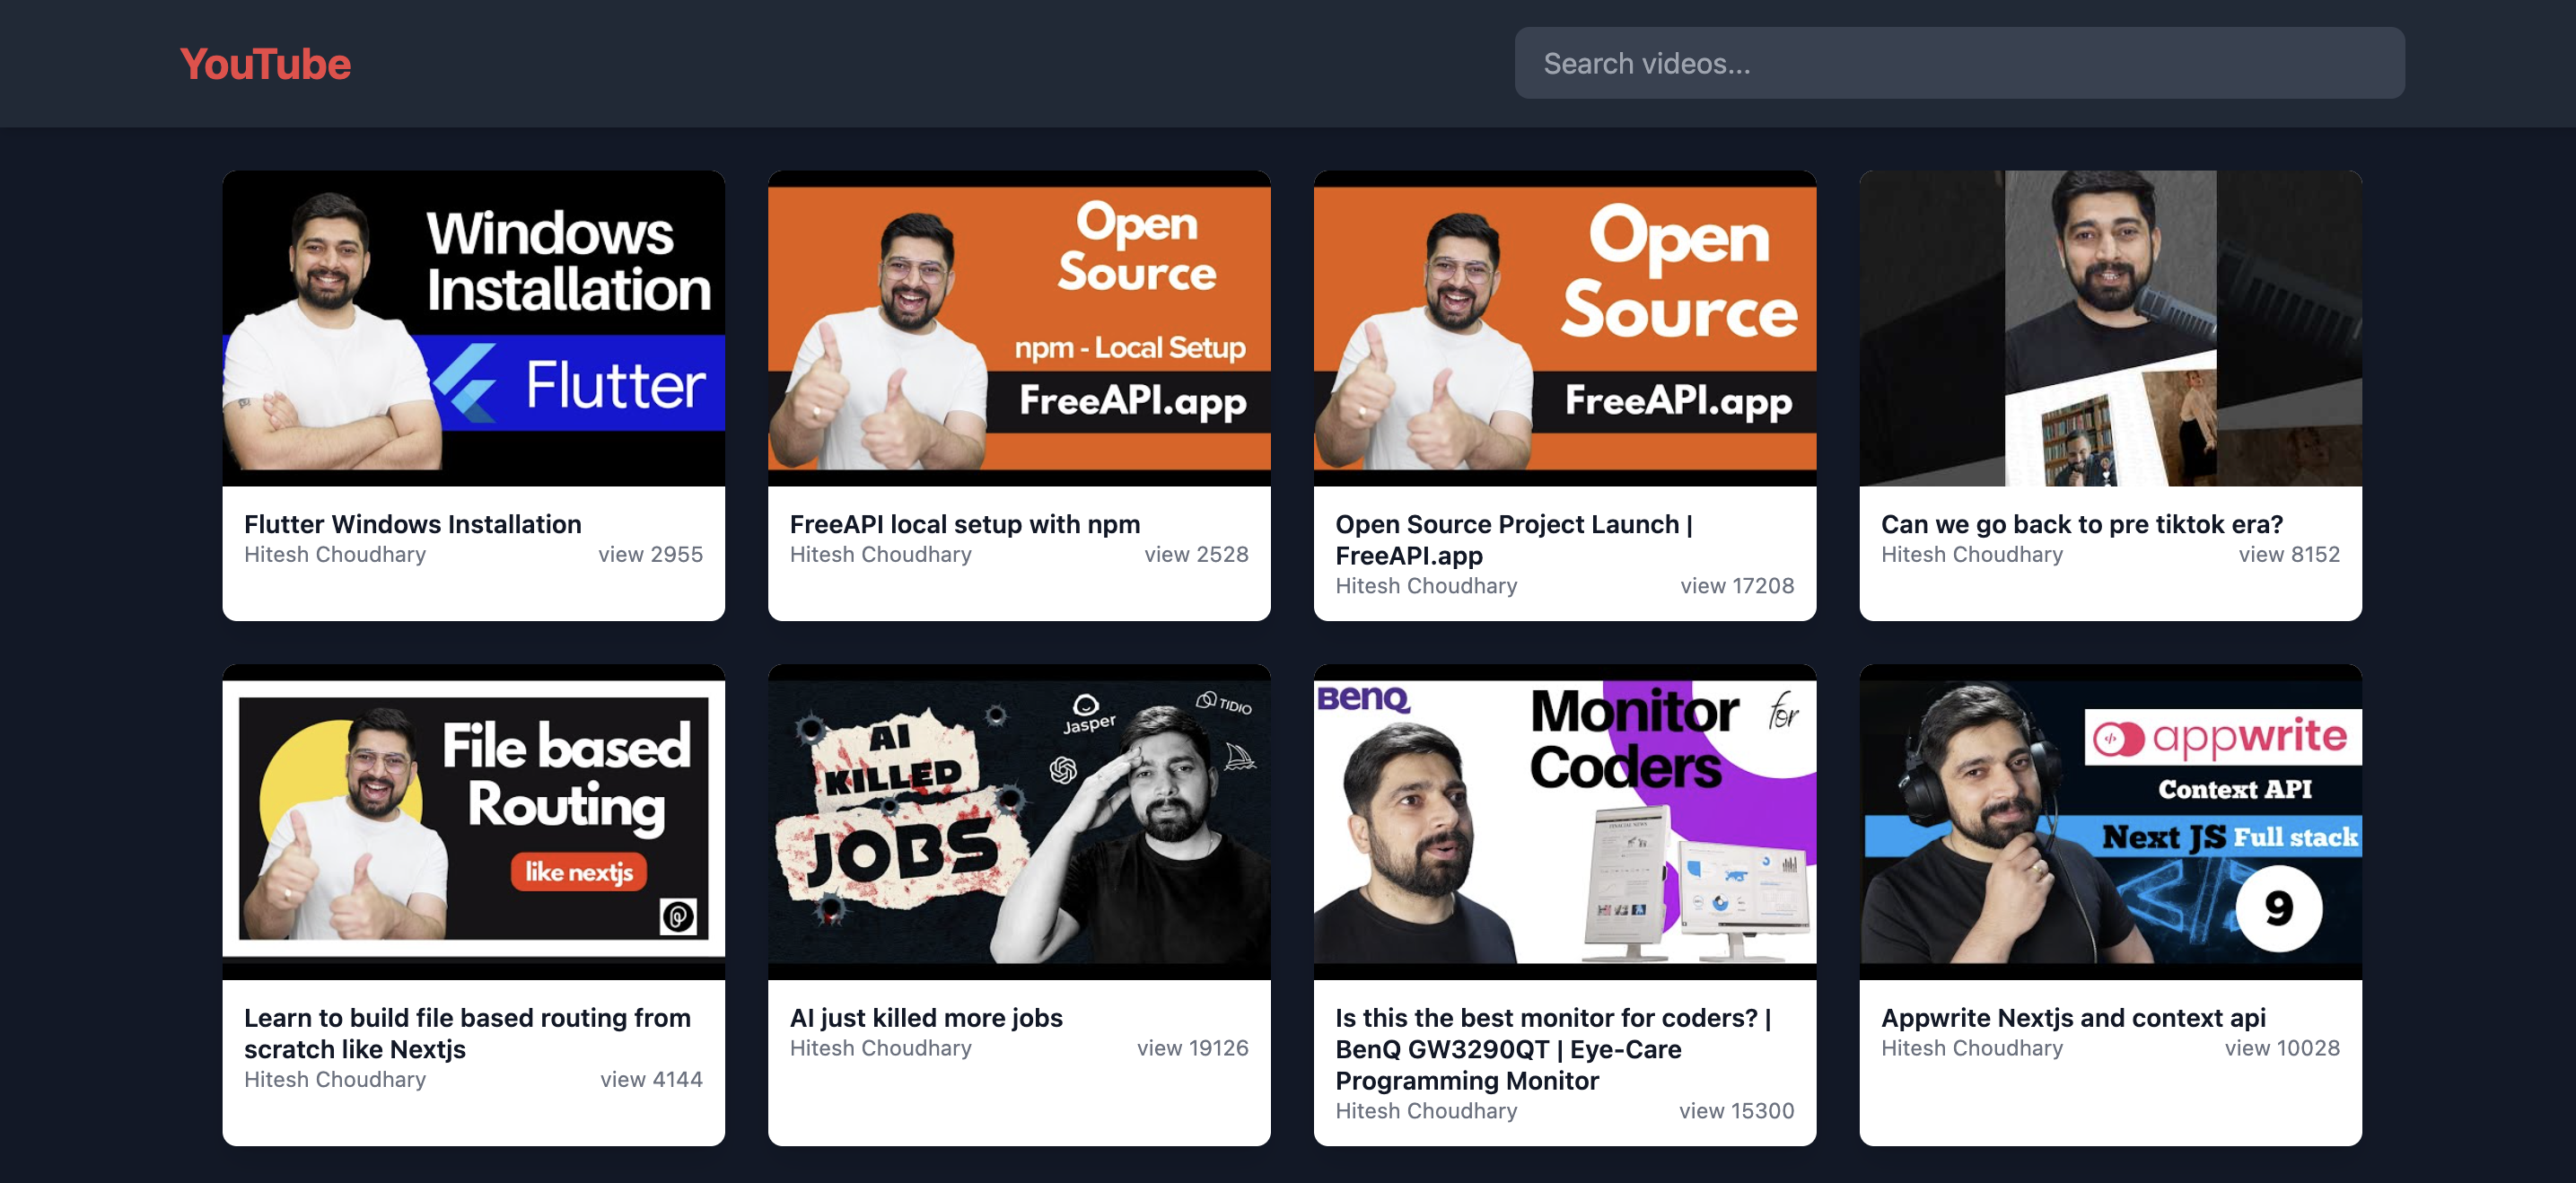 YouTube
Search videos...
Windows
Installation
Flutter
Open
Source
npm - Local Setup
FreeAPI.app
Open
Source
FreeAPI.app
Flutter Windows Installation
Hitesh Choudhary view 2955
FreeAPI local setup with npm
Hitesh Choudhary view 2528
Open Source Project Launch |
FreeAPI.app
Hitesh Choudhary view 17208
Can we go back to pre tiktok era?
Hitesh Choudhary view 8152
File based
Routing
like nextjs
Jasper
TIDIO
AI
KILLED
JOBS
BENQ
Monitor for
Coders
appwrite
Context API
Next JS Full stack
9
Learn to build file based routing from
scratch like Nextjs
Hitesh Choudhary view 4144
AI just killed more jobs
Hitesh Choudhary view 19126
Is this the best monitor for coders? |
BenQ GW3290QT | Eye-Care
Programming Monitor
Hitesh Choudhary view 15300
Appwrite Nextjs and context api
Hitesh Choudhary view 10028